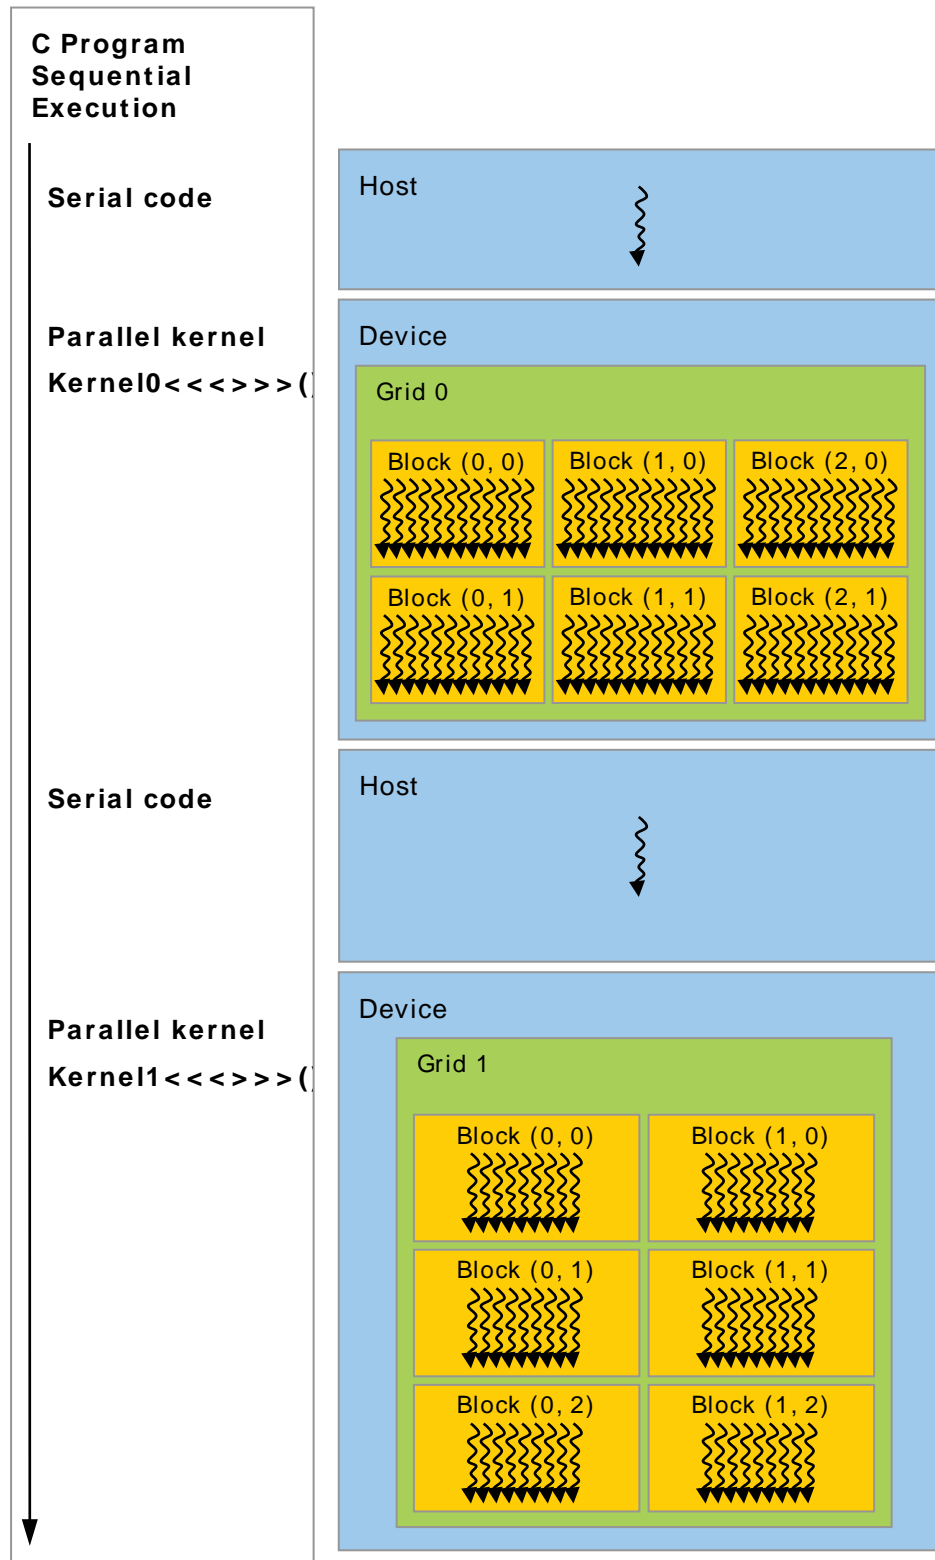 C Program
Sequential
Execution
Serial code
Host
Parallel kernel
Kernel0<<<>>>()
Device
Grid 0
Block (0, 0)
Block (1, 0)
Block (2, 0)
Block (0, 1)
Block (1, 1)
Block (2, 1)
Serial code
Host
Parallel kernel
Kernel1<<<>>>()
Device
Grid 1
Block (0, 0)
Block (1, 0)
Block (0, 1)
Block (1, 1)
Block (0, 2)
Block (1, 2)